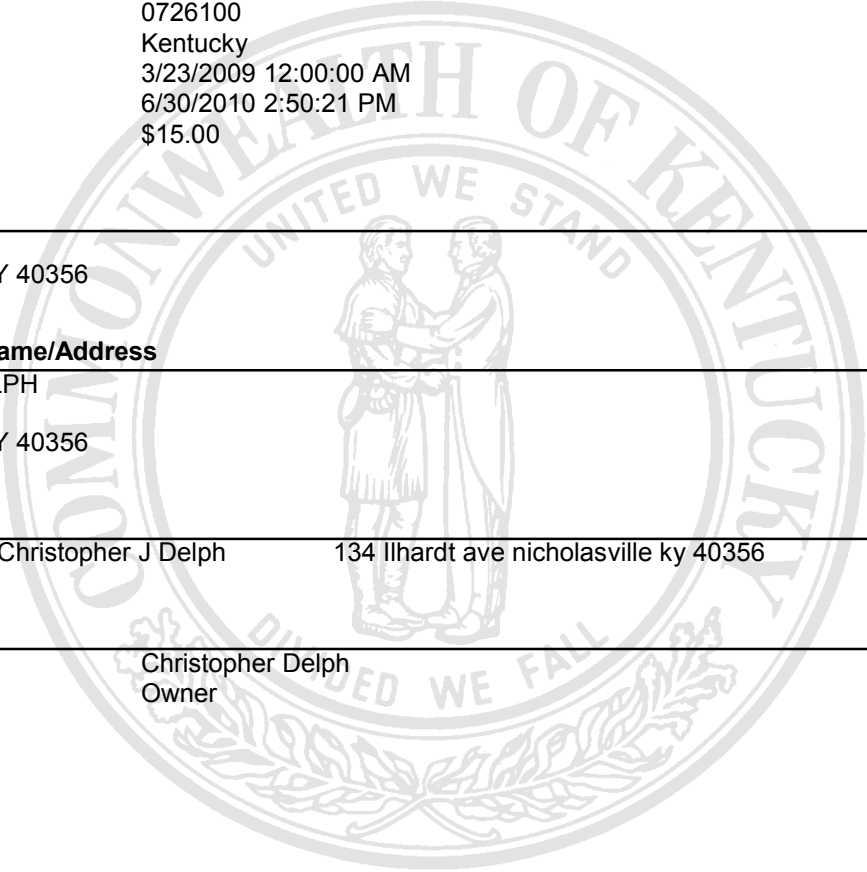 0726100
Kentucky
3/23/2009 12:00:00 AM
6/30/2010 2:50:21 PM
$15.00
COMMONWEALTH OF KENTUCKY
UNITED WE STAND
Y 40356
ame/Address
LPH
Y 40356
Christopher J Delph 134 Ilhardt ave nicholasville ky 40356
DIVIDED WE FALL
Christopher Delph
Owner